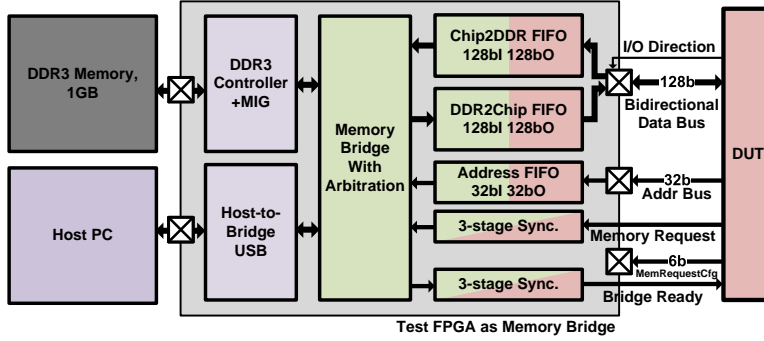 DDR3 Memory,
1GB
Host PC
DDR3
Controller
+MIG
Host-to-
Bridge
USB
Memory
Bridge
With
Arbitration
Chip2DDR FIFO
128bI 128bO
DDR2Chip FIFO
128bI 128bO
Address FIFO
32bI 32bO
3-stage Sync.
3-stage Sync.
I/O Direction
128b
Bidirectional
Data Bus
32b
Addr Bus
Memory Request
6b
MemRequestCfg
Bridge Ready
DUT
Test FPGA as Memory Bridge